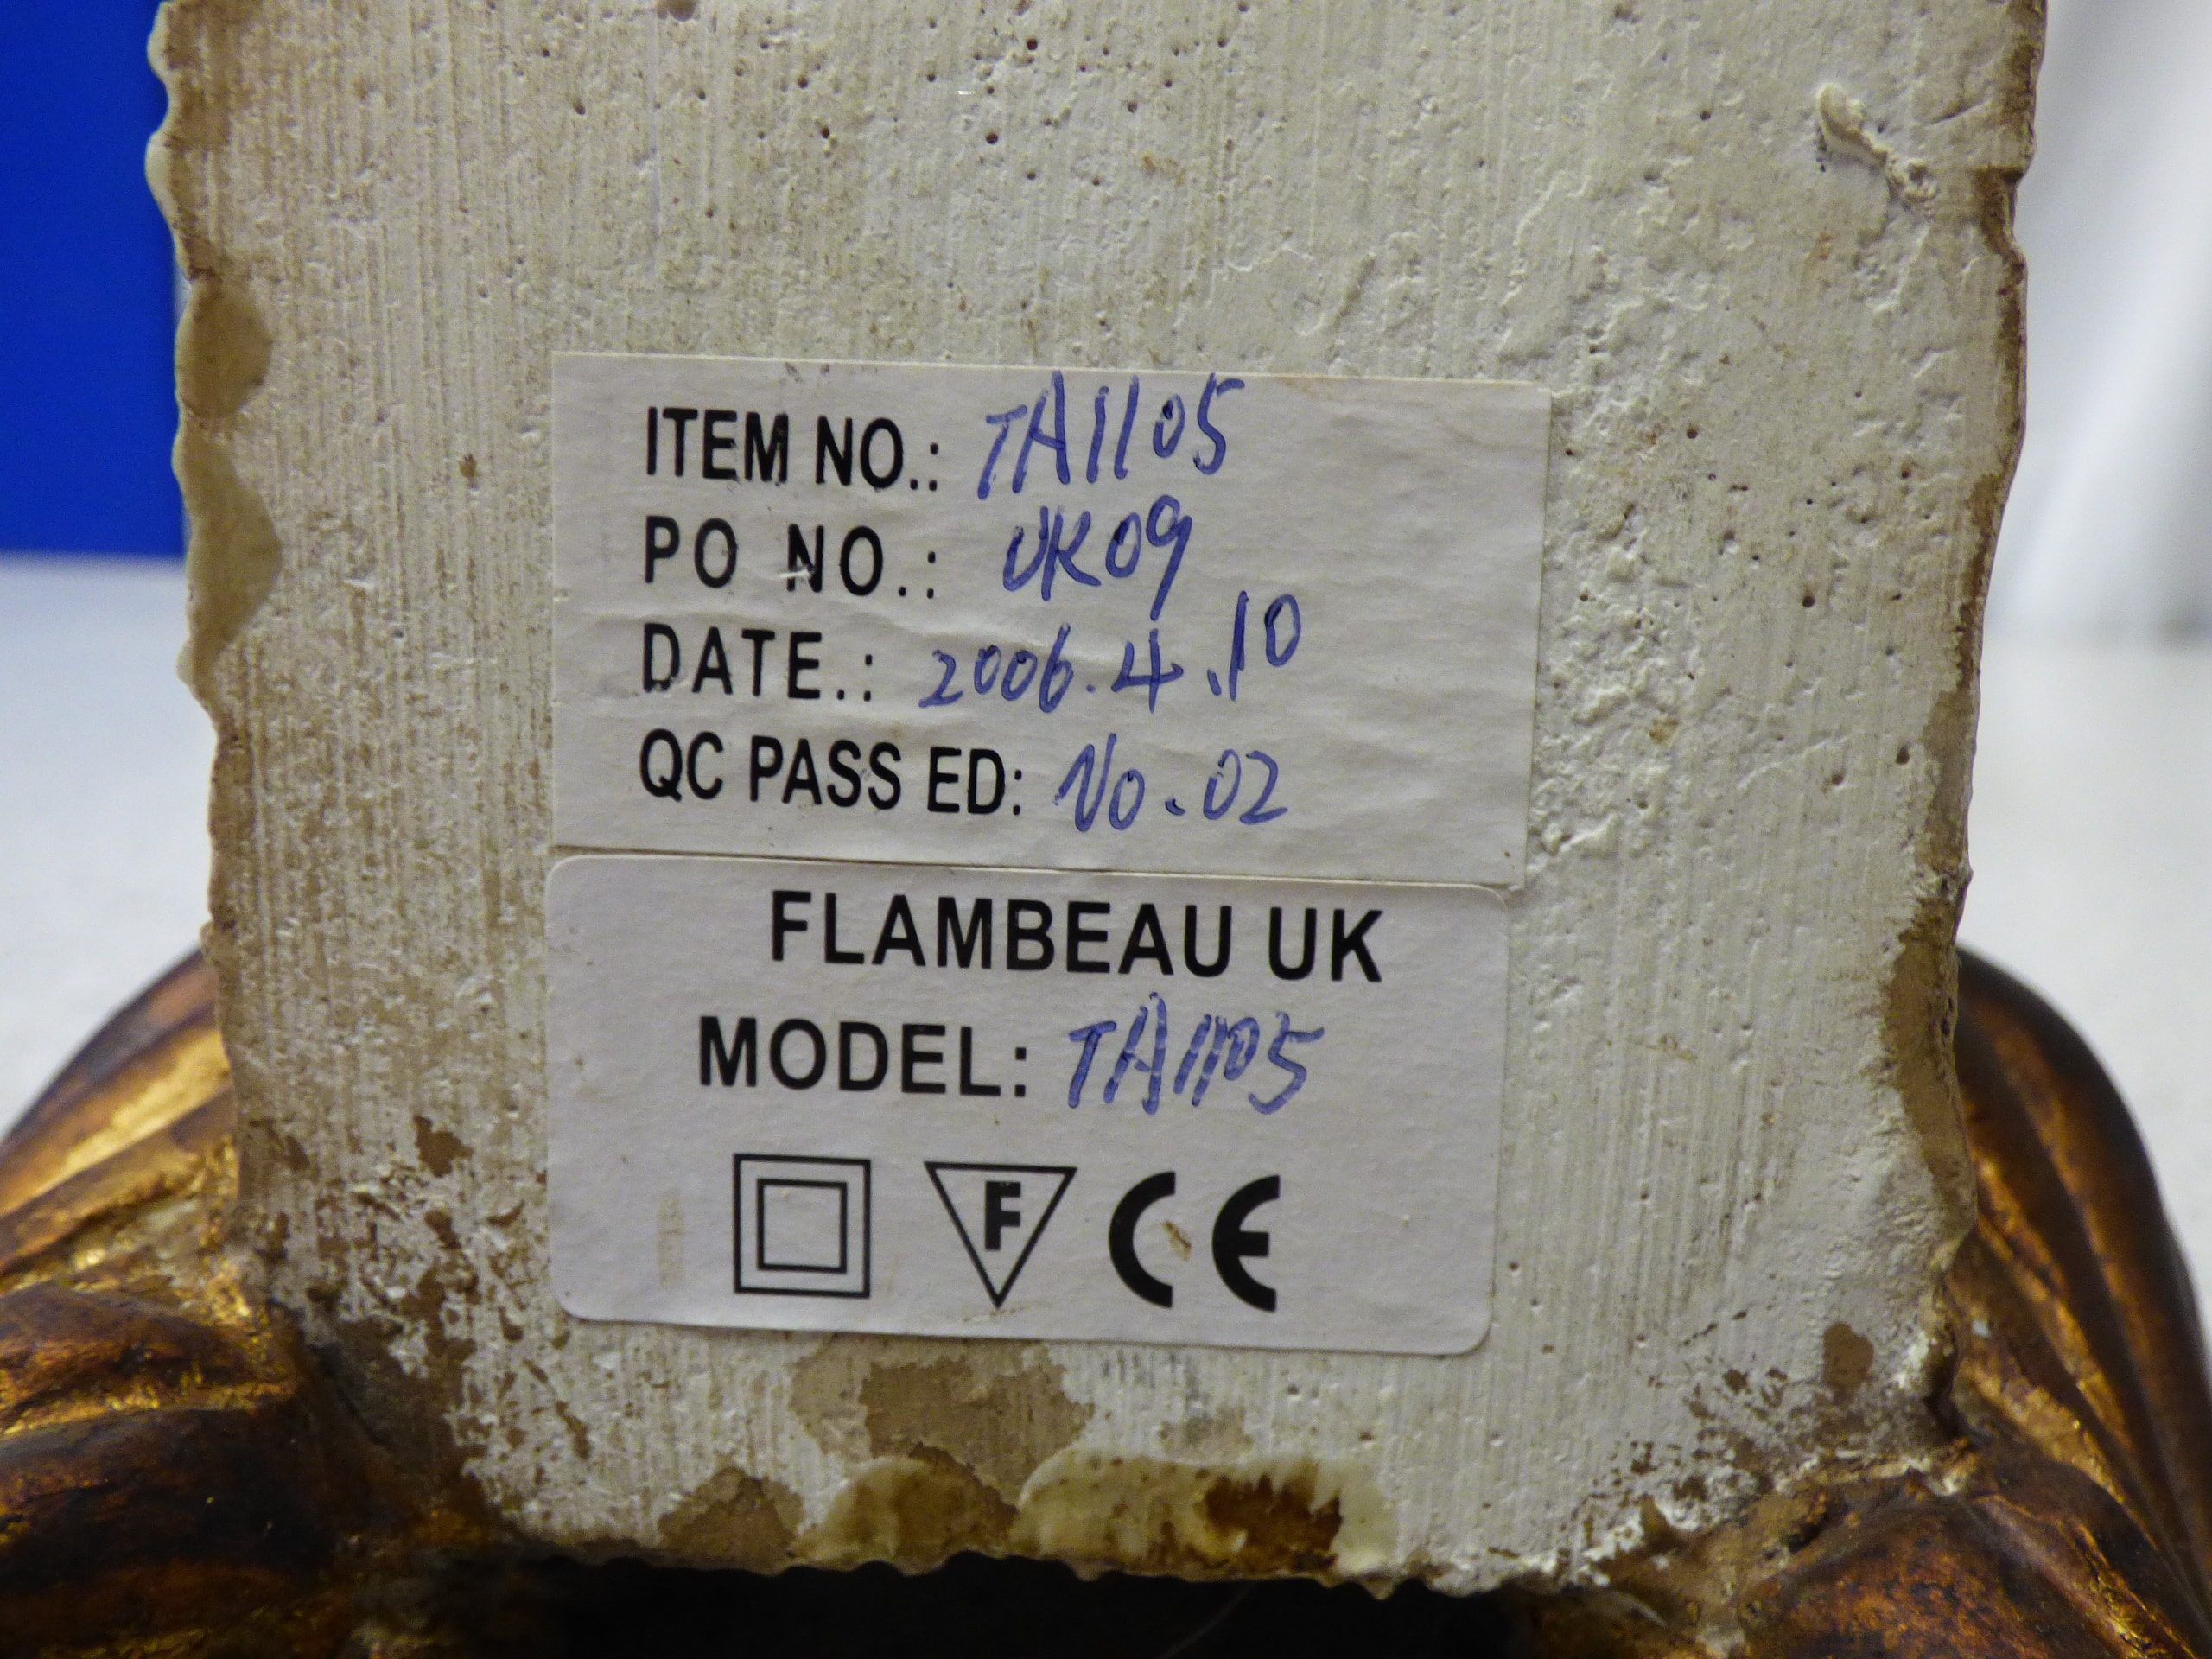 ITEM NO.: TA1105
PO NO.: UK09
DATE.: 2006.4.10
QC PASS ED: No.02
FLAMBEAU UK
MODEL: TA1105
F CE